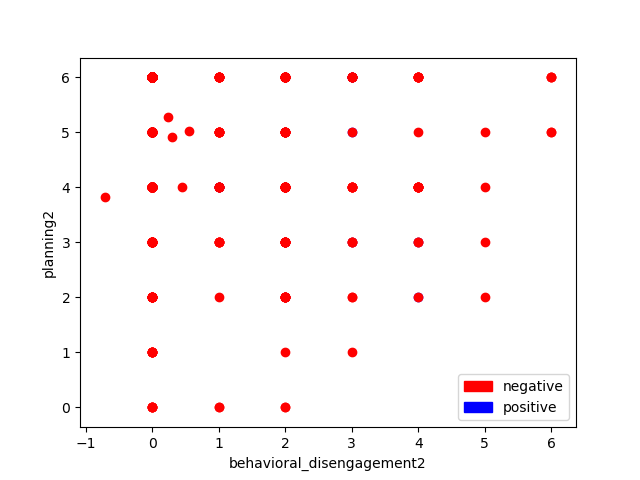 6
5
4
3
2
1
0
planning2
−1 0 1 2 3 4 5 6
behavioral_disengagement2
negative
positive